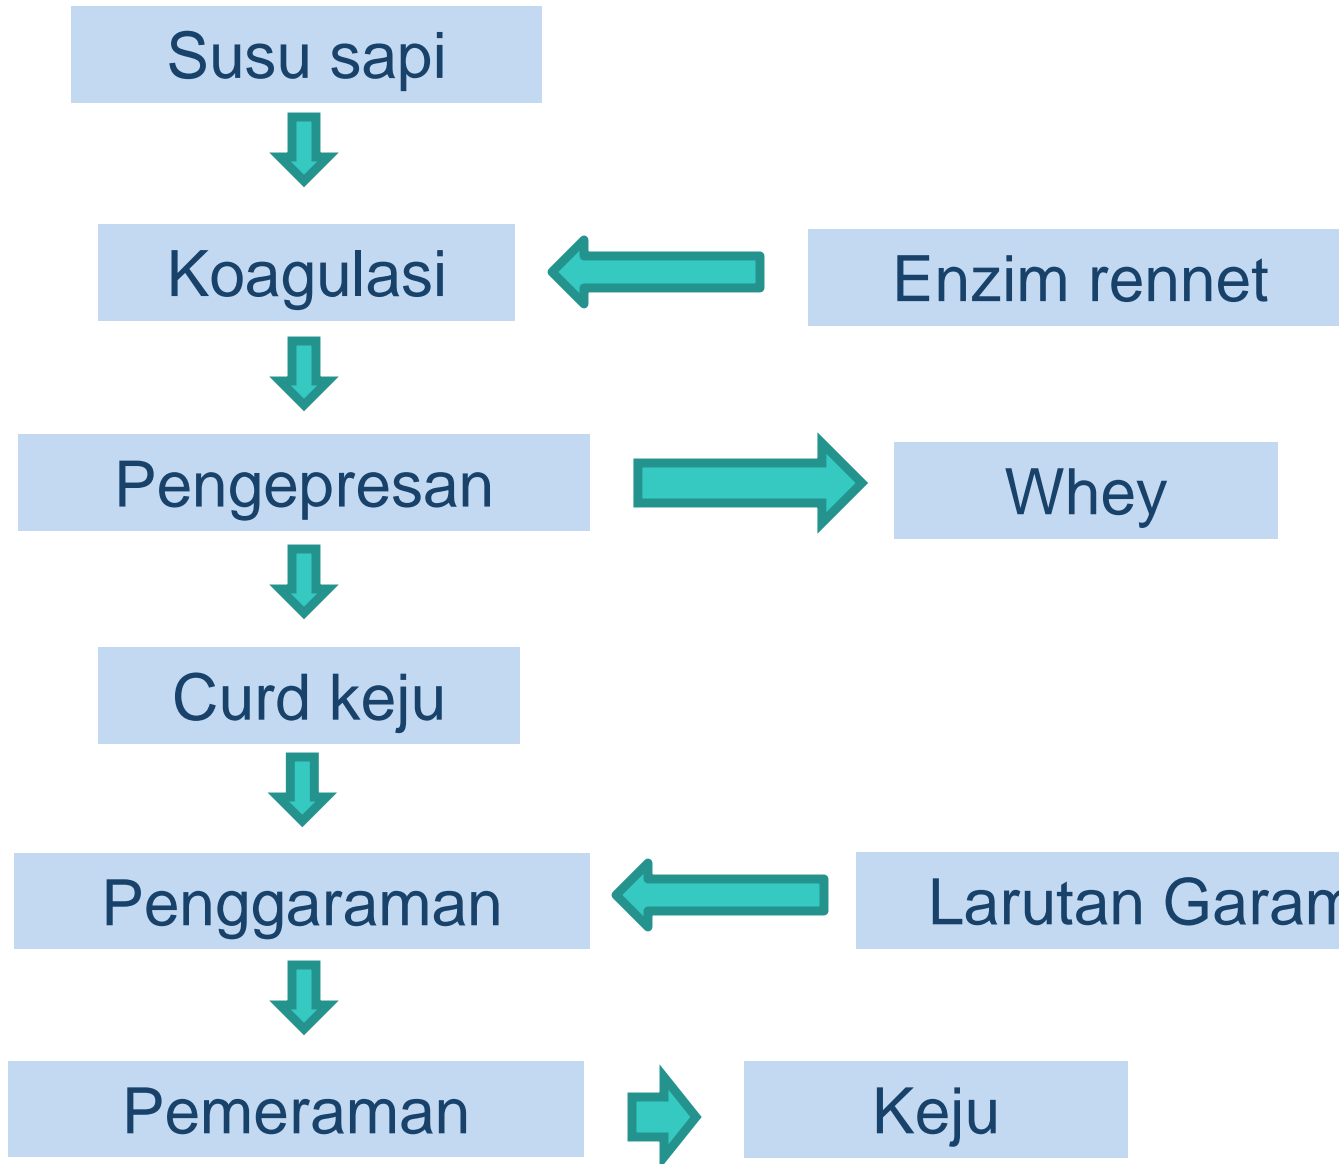 Susu sapi
Koagulasi
Enzim rennet
Pengepresan
Whey
Curd keju
Penggaraman
Larutan Garam
Pemeraman
Keju